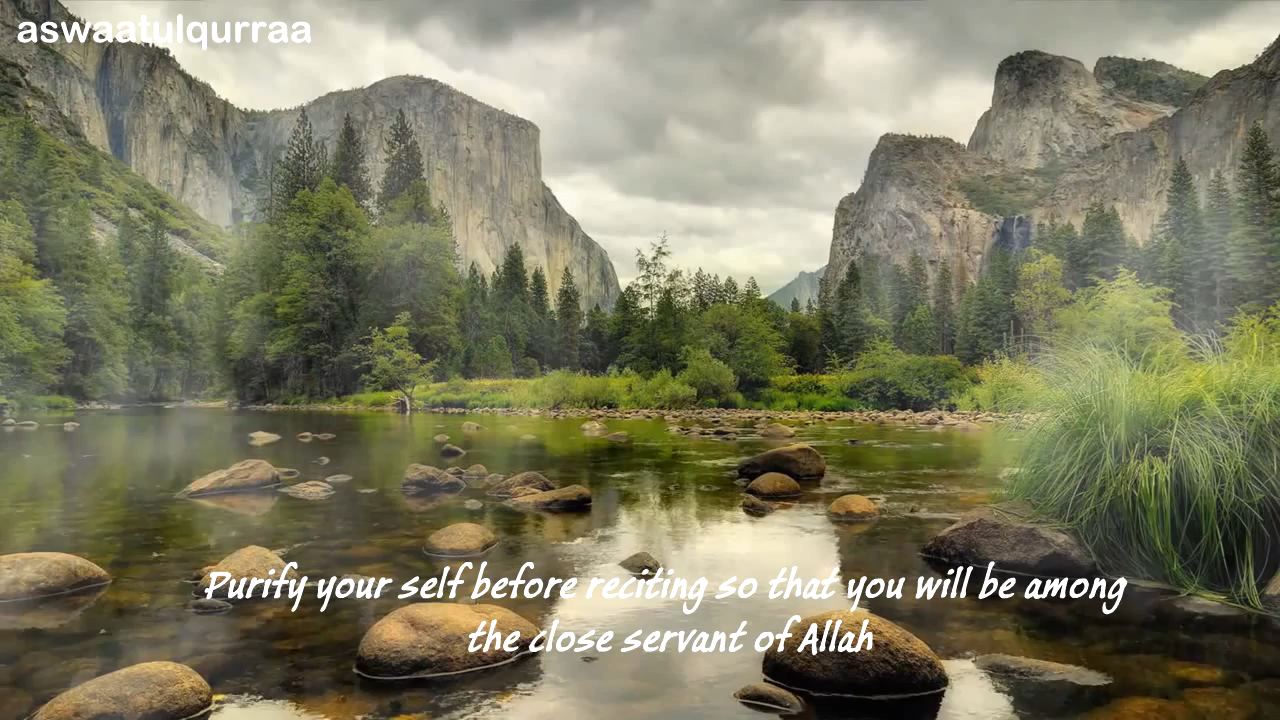 aswaatulqurraa
Purify your self before reciting so that you will be among
the close servant of Allah